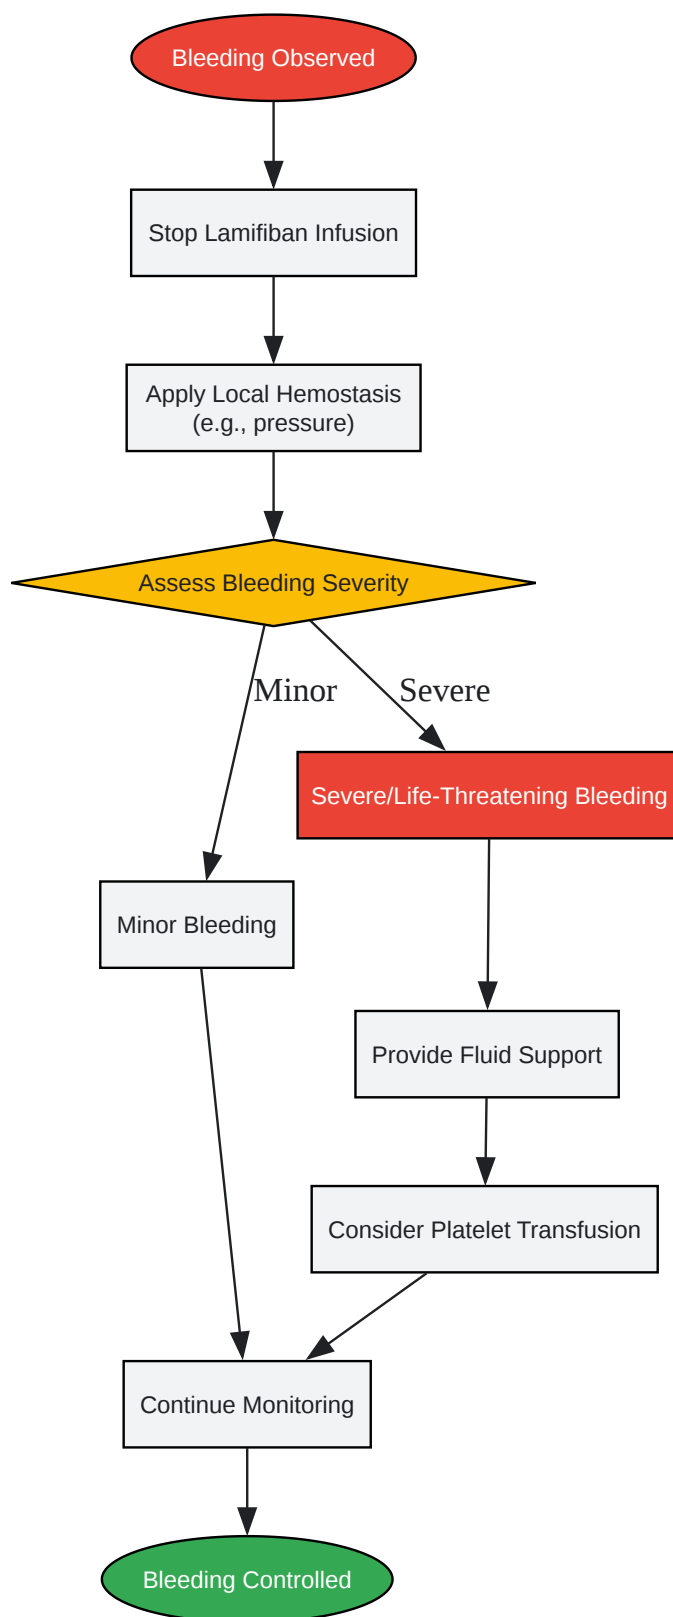 Bleeding Observed
Stop Lamifiban Infusion
Apply Local Hemostasis
(e.g., pressure)
Assess Bleeding Severity
Minor
Severe
Severe/Life-Threatening Bleeding
Minor Bleeding
Provide Fluid Support
Consider Platelet Transfusion
Continue Monitoring
Bleeding Controlled